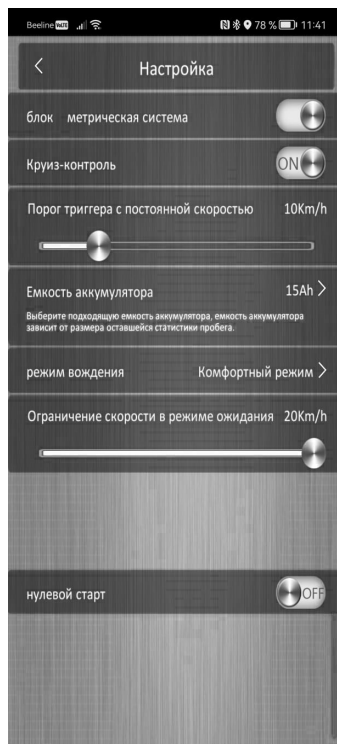 Beeline VoLTE 78 % 11:41
Настройка
блок метрическая система
Круиз-контроль ON
Порог триггера с постоянной скоростью 10Km/h
Емкость аккумулятора 15Ah
Выберите подходящую емкость аккумулятора, емкость аккумулятора
зависит от размера оставшейся статистики пробега.
режим вождения Комфортный режим
Ограничение скорости в режиме ожидания 20Km/h
нулевой старт OFF